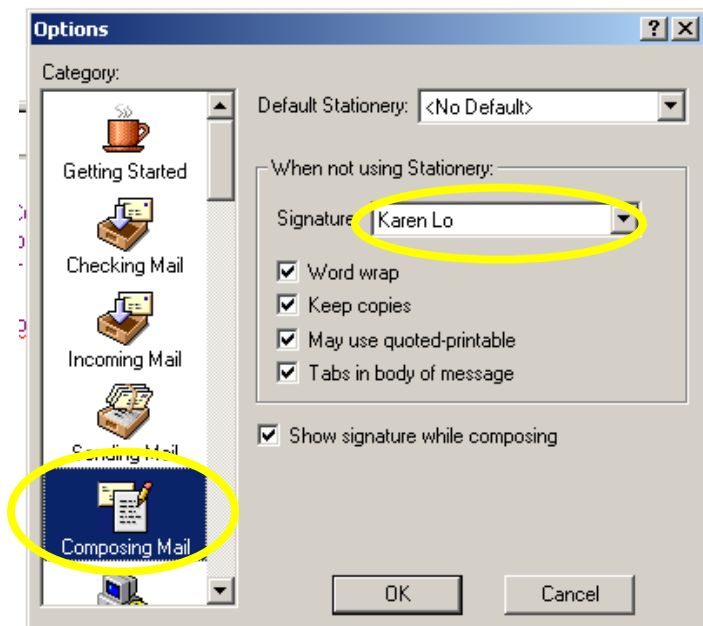 Options
Category:
Getting Started
Checking Mail
Incoming Mail
Sending Mail
Composing Mail
Default Stationery: <No Default>
When not using Stationery:
Signature Karen Lo
Word wrap
Keep copies
May use quoted-printable
Tabs in body of message
Show signature while composing
OK Cancel